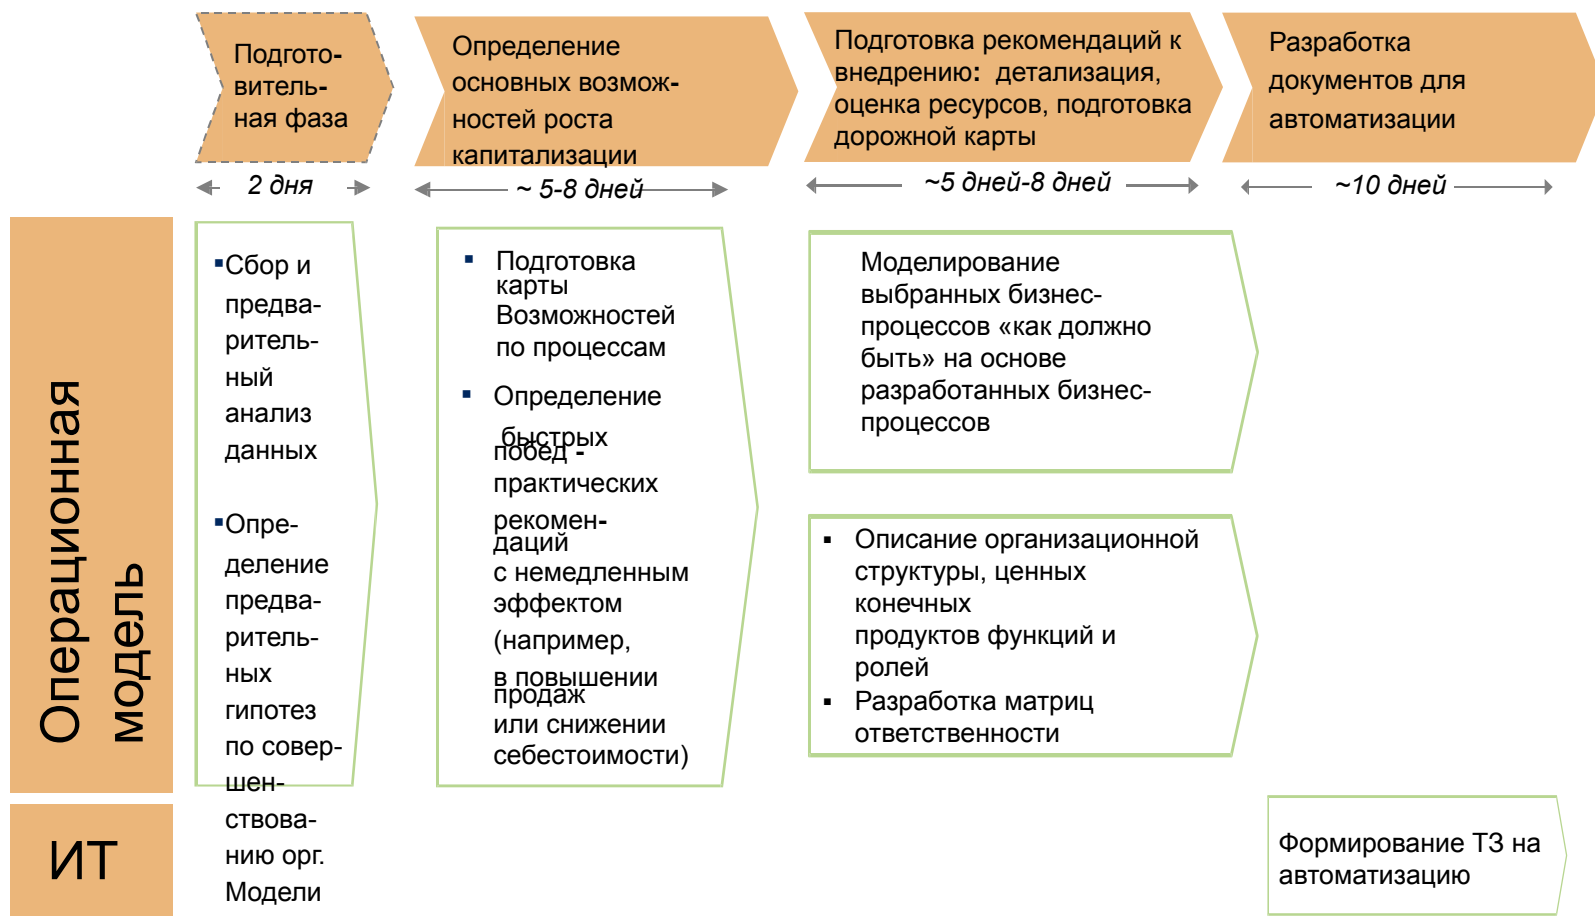 Подгото-
витель-
ная фаза
Определение
основных возмож-
ностей роста
капитализации
Подготовка рекомендаций к
внедрению: детализация,
оценка ресурсов, подготовка
дорожной карты
Разработка
документов для
автоматизации
2 дня
~ 5-8 дней
~5 дней-8 дней
~10 дней
Операционная
модель
▪Сбор и
предва-
ритель-
ный
анализ
данных
▪Опре-
деление
предва-
ритель-
ных
гипотез
по совер-
шен-
ствова-
нию орг.
Модели
▪ Подготовка
карты
Возможностей
по процессам
▪ Определение
быстрых
побед -
практических
рекомен-
даций
с немедленным
эффектом
(например,
в повышении
продаж
или снижении
себестоимости)
Моделирование
выбранных бизнес-
процессов «как должно
быть» на основе
разработанных бизнес-
процессов
▪ Описание организационной
структуры, ценных
конечных
продуктов функций и
ролей
▪ Разработка матриц
ответственности
ИТ
Формирование ТЗ на
автоматизацию